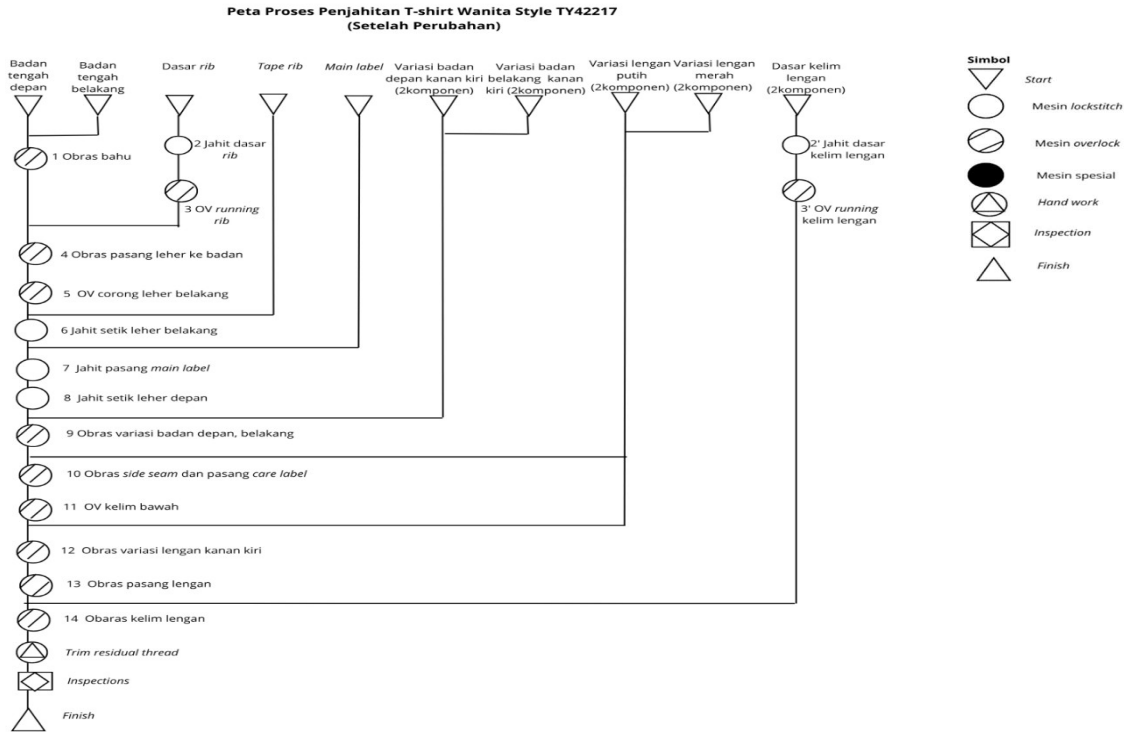 Peta Proses Penjahitan T-shirt Wanita Style TY42217
(Setelah Perubahan)
Badan
tengah
depan
Badan
tengah
belakang
Dasar rib
Tape rib
Main label
Variasi badan
depan kanan kiri
(2komponen)
Variasi badan
belakang kanan
kiri (2komponen)
Variasi lengan
putih
(2komponen)
Variasi lengan
merah
(2komponen)
Dasar kelim
lengan
(2komponen)
Simbol
Start
Mesin lockstitch
Mesin overlock
Mesin spesial
Hand work
Inspection
Finish
1 Obras bahu
2 Jahit dasar
rib
2' Jahit dasar
kelim lengan
3 OV running
rib
3' OV running
kelim lengan
4 Obras pasang leher ke badan
5 OV corong leher belakang
6 Jahit setik leher belakang
7 Jahit pasang main label
8 Jahit setik leher depan
9 Obras variasi badan depan, belakang
10 Obras side seam dan pasang care label
11 OV kelim bawah
12 Obras variasi lengan kanan kiri
13 Obras pasang lengan
14 Obaras kelim lengan
Trim residual thread
Inspections
Finish